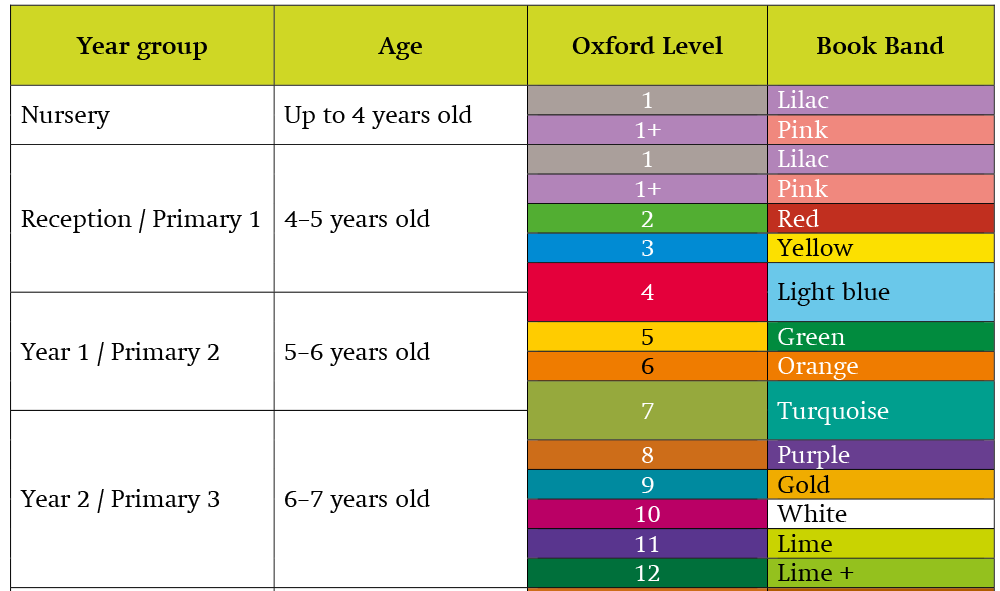 Year group Age Oxford Level Book Band
Nursery Up to 4 years old 1 Lilac
1+ Pink
Reception / Primary 1 4–5 years old 1 Lilac
1+ Pink
2 Red
3 Yellow
4 Light blue
Year 1 / Primary 2 5–6 years old 5 Green
6 Orange
7 Turquoise
Year 2 / Primary 3 6–7 years old 8 Purple
9 Gold
10 White
11 Lime
12 Lime +